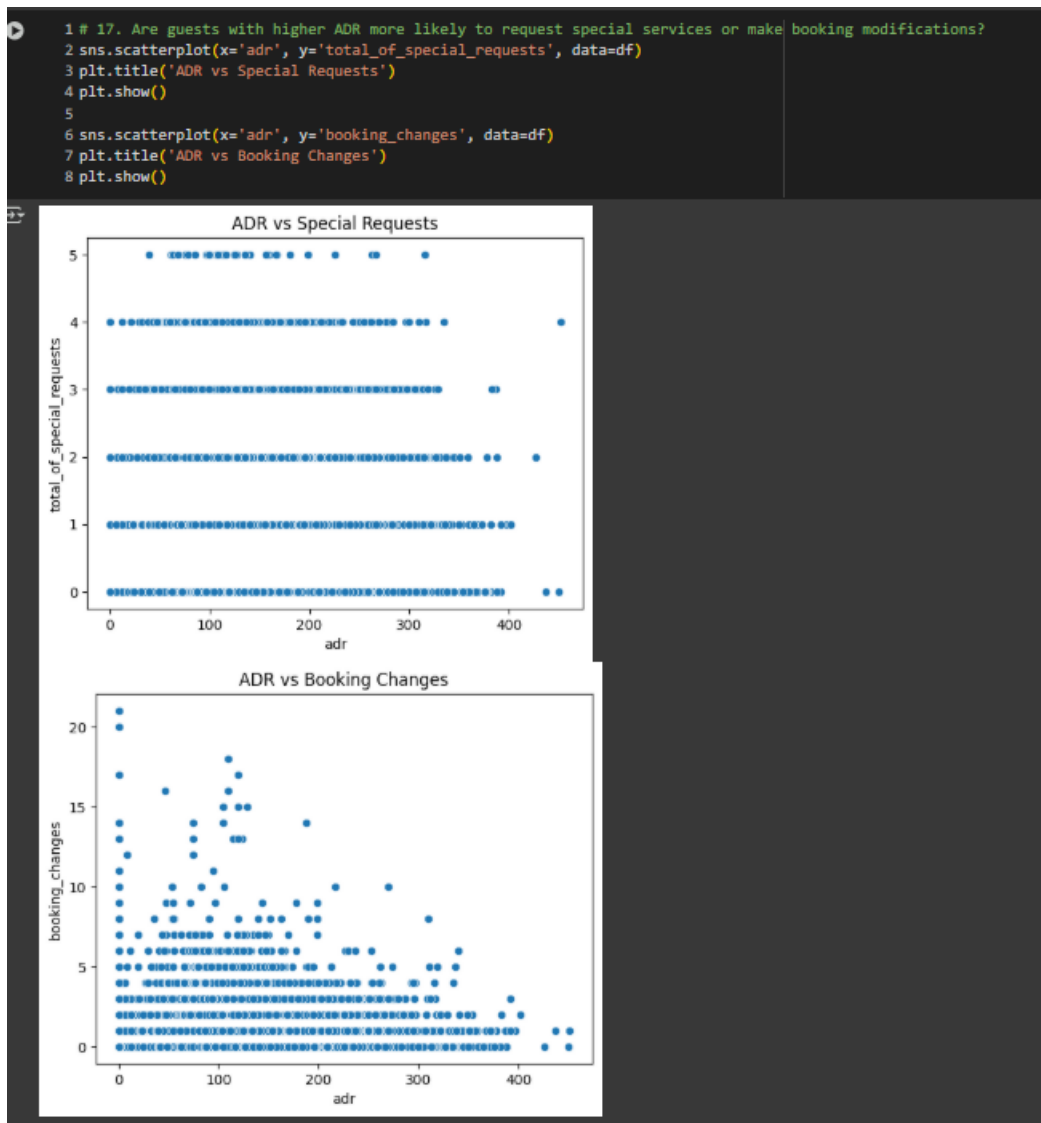 1 # 17. Are guests with higher ADR more likely to request special services or make booking modifications?
2 sns.scatterplot(x='adr', y='total_of_special_requests', data=df)
3 plt.title('ADR vs Special Requests')
4 plt.show()
5
6 sns.scatterplot(x='adr', y='booking_changes', data=df)
7 plt.title('ADR vs Booking Changes')
8 plt.show()
ADR vs Special Requests
5
4
3
2
1
0
total_of_special_requests
0 100 200 300 400
adr
ADR vs Booking Changes
20
15
10
5
0
booking_changes
0 100 200 300 400
adr